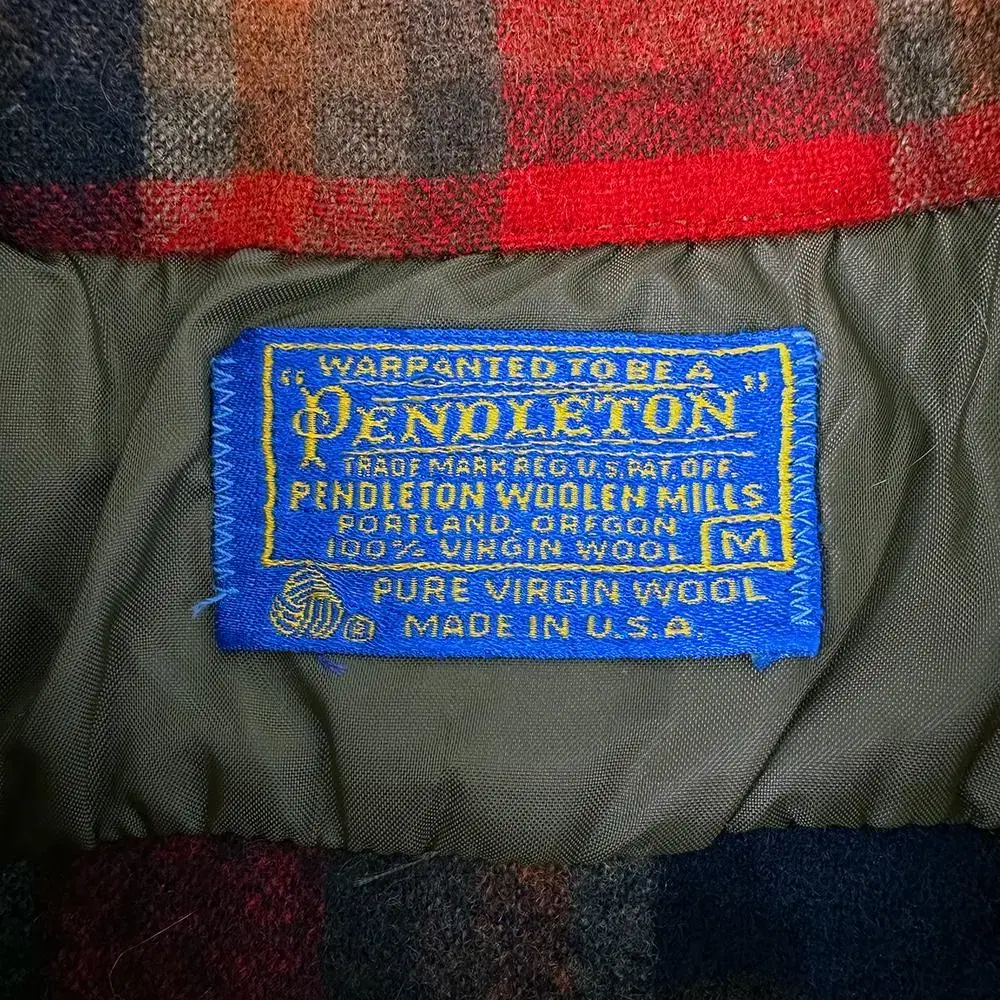 WARRANTED TO BE A
"PENDLETON"
TRADE MARK REG. U.S. PAT. OFF.
PENDLETON WOOLEN MILLS
PORTLAND, OREGON
100% VIRGIN WOOL M
PURE VIRGIN WOOL
® MADE IN U.S.A.